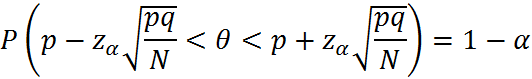 P(p − z_α √(pq/N) < θ < p + z_α √(pq/N)) = 1 − α